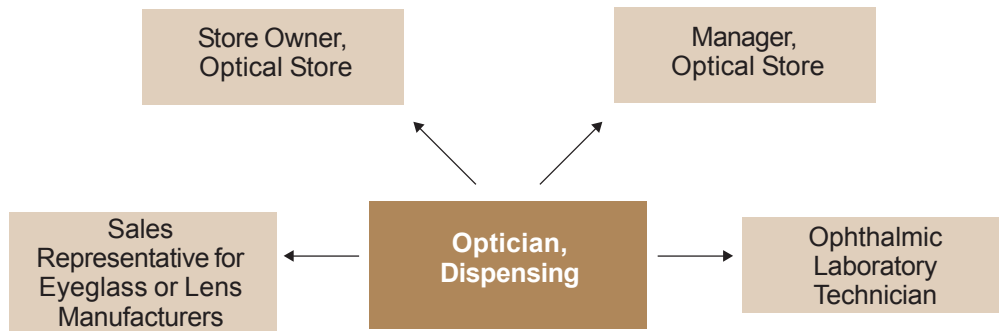 Store Owner,
Optical Store
Manager,
Optical Store
Sales
Representative for
Eyeglass or Lens
Manufacturers
Optician,
Dispensing
Ophthalmic
Laboratory
Technician